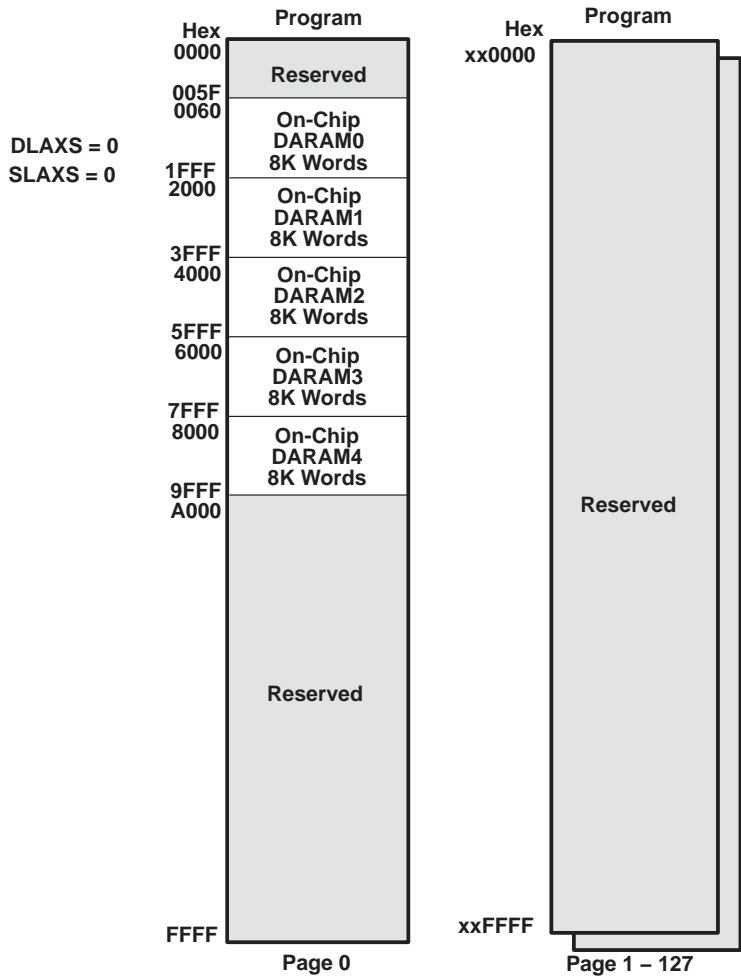 Program
Hex
0000
Reserved
005F
0060
On-Chip
DARAM0
8K Words
DLAXS = 0
SLAXS = 0
1FFF
2000
On-Chip
DARAM1
8K Words
3FFF
4000
On-Chip
DARAM2
8K Words
5FFF
6000
On-Chip
DARAM3
8K Words
7FFF
8000
On-Chip
DARAM4
8K Words
9FFF
A000
Reserved
FFFF
Page 0
Program
Hex
xx0000
Reserved
xxFFFF
Page 1 – 127